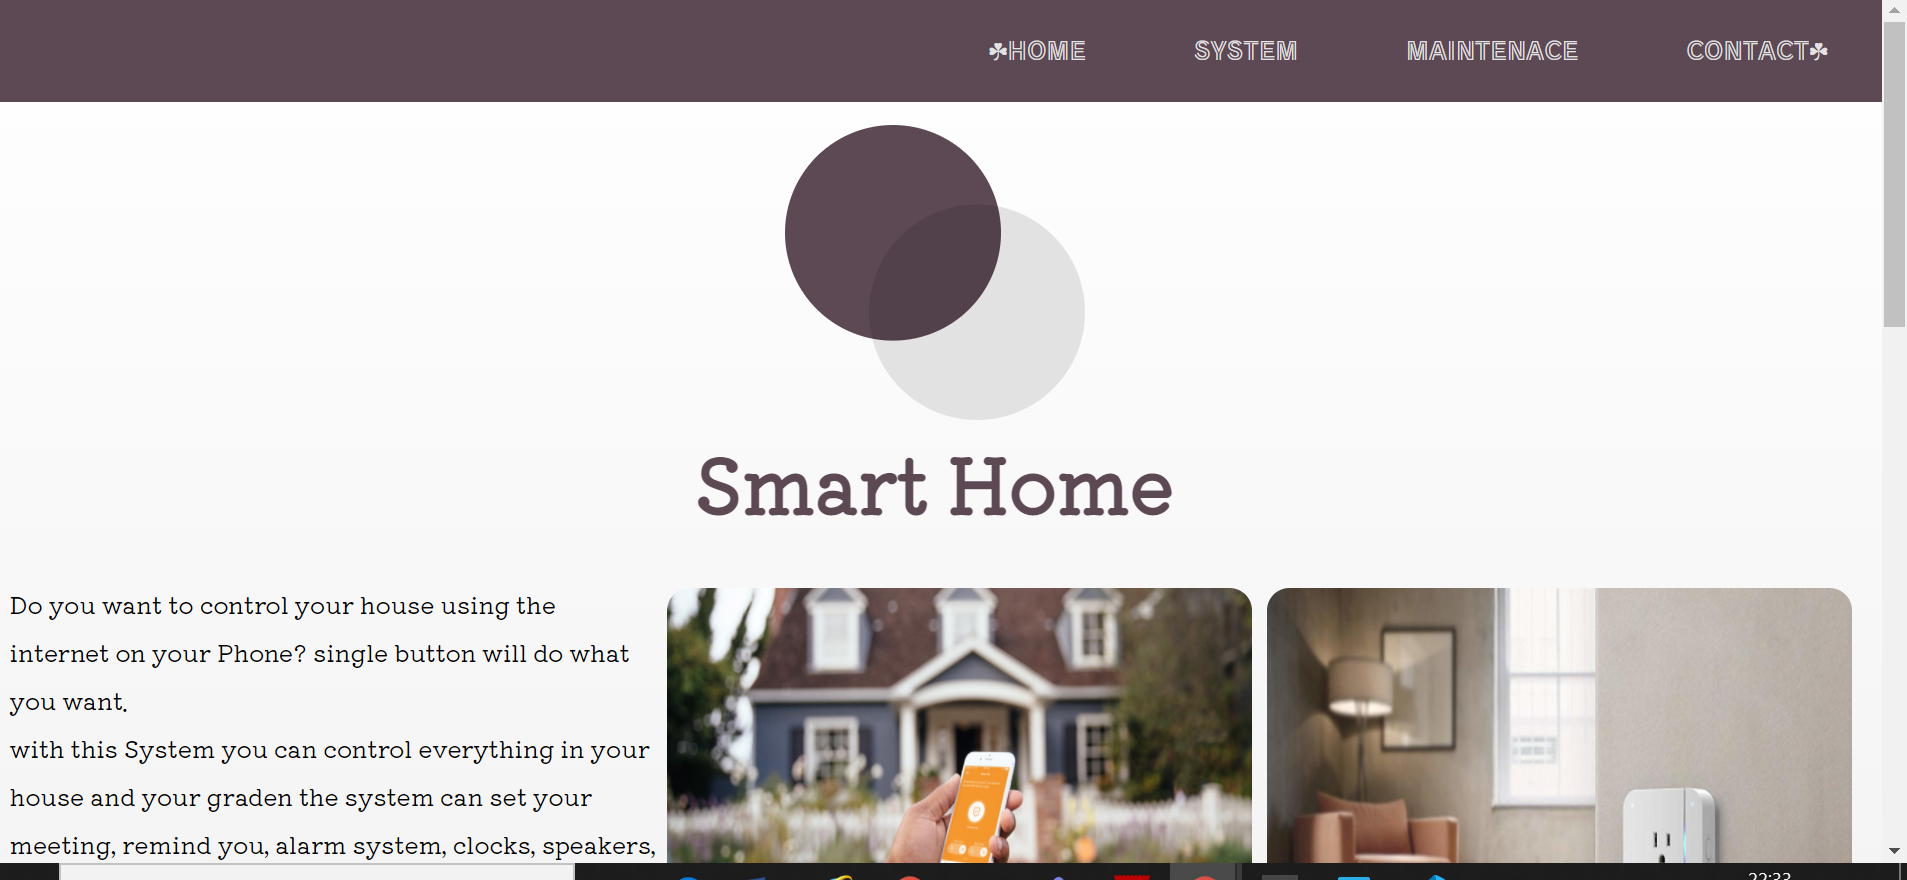 ☘HOME SYSTEM MAINTENACE CONTACT☘
Smart Home
Do you want to control your house using the
internet on your Phone? single button will do what
you want.
with this System you can control everything in your
house and your graden the system can set your
meeting, remind you, alarm system, clocks, speakers,
22:33